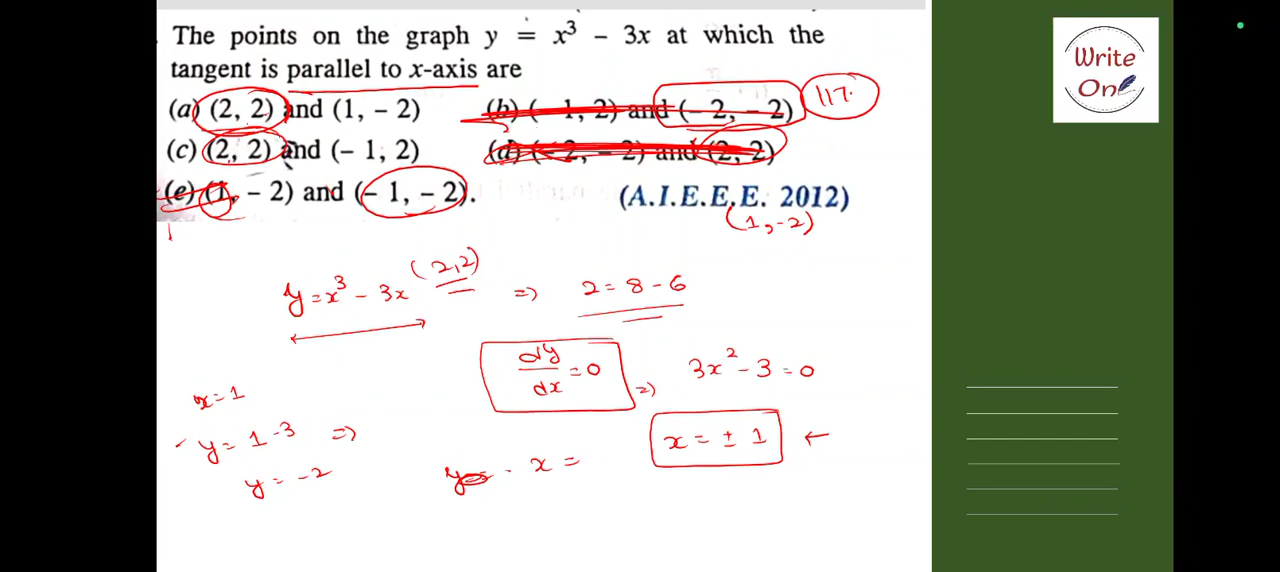 The points on the graph y = x³ − 3x at which the
tangent is parallel to x-axis are
(a) (2, 2) and (1, − 2)
(b) (− 1, 2) and (− 2, − 2)
117.
(c) (2, 2) and (− 1, 2)
(d) (− 2, − 2) and (2, 2)
(e) (1, − 2) and (− 1, − 2).
(A.I.E.E.E. 2012)
(1, -2)
y = x³ − 3x (2,2) ⇒ 2 = 8 − 6
dy/dx = 0 ⇒ 3x² − 3 = 0
x = ± 1 ←
x = 1
y = 1 − 3 ⇒
y = −2
x =
Write
On